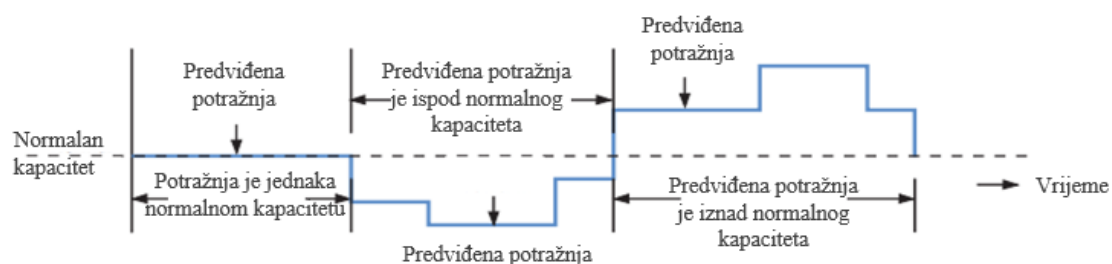 Predviđena
potražnja
Predviđena potražnja
je ispod normalnog
kapaciteta
Predviđena
potražnja
Normalan
kapacitet
Potražnja je jednaka
normalnom kapacitetu
Predviđena potražnja
Predviđena potražnja
je iznad normalnog
kapaciteta
Vrijeme